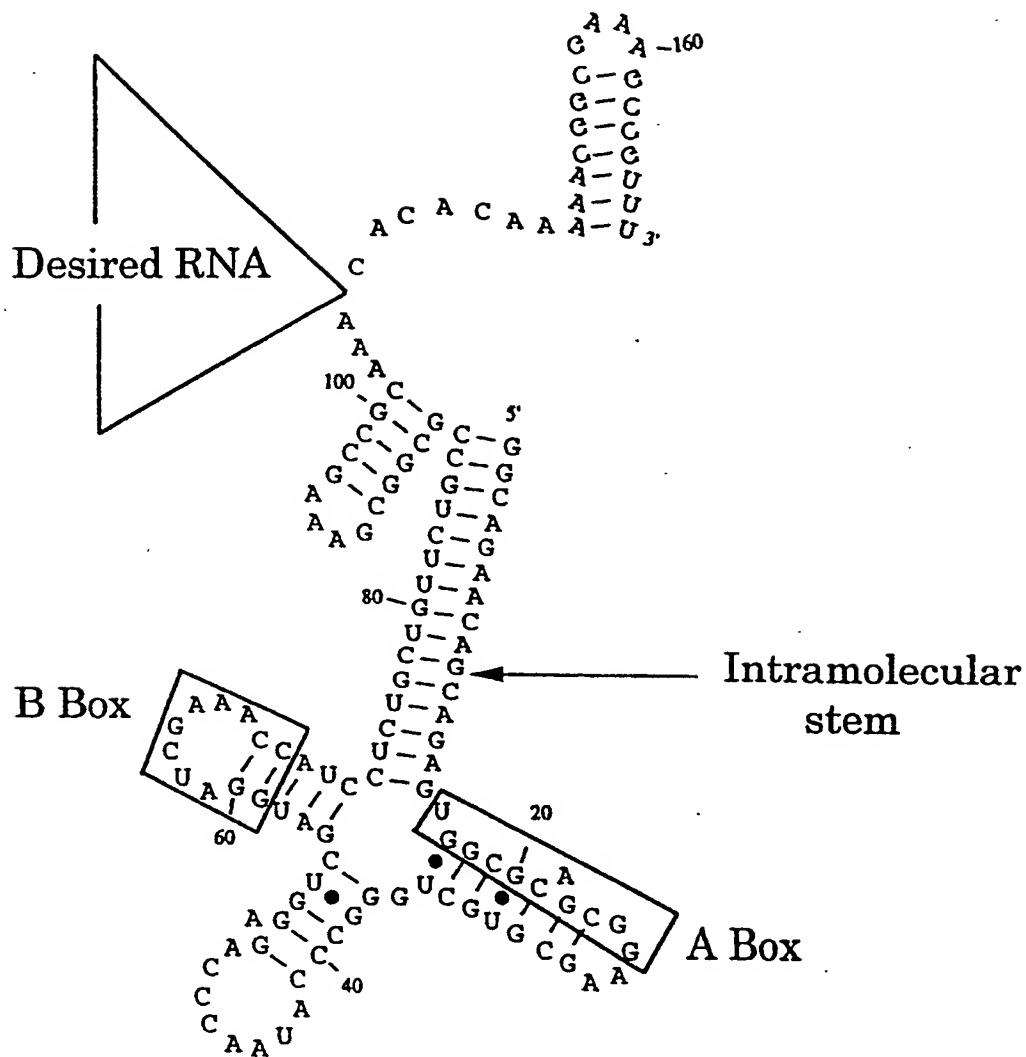 A A A A -160
G
C G
G C
G C
C G
A U
A U
A U 3'
C A C A C A A
Desired RNA
A A A C
100
G C C G A A A G C G G C
5'
G G C A G A A C A G C A G A G
G C C G U C U U G U C G U C U C
80
Intramolecular
stem
B Box
C U A C C A A A G C U A G G U A G C
60
20
U G G C G C A G C G G A
A Box
A G C G U G C U G G G C C C A U A A C C C A G A G G U
40